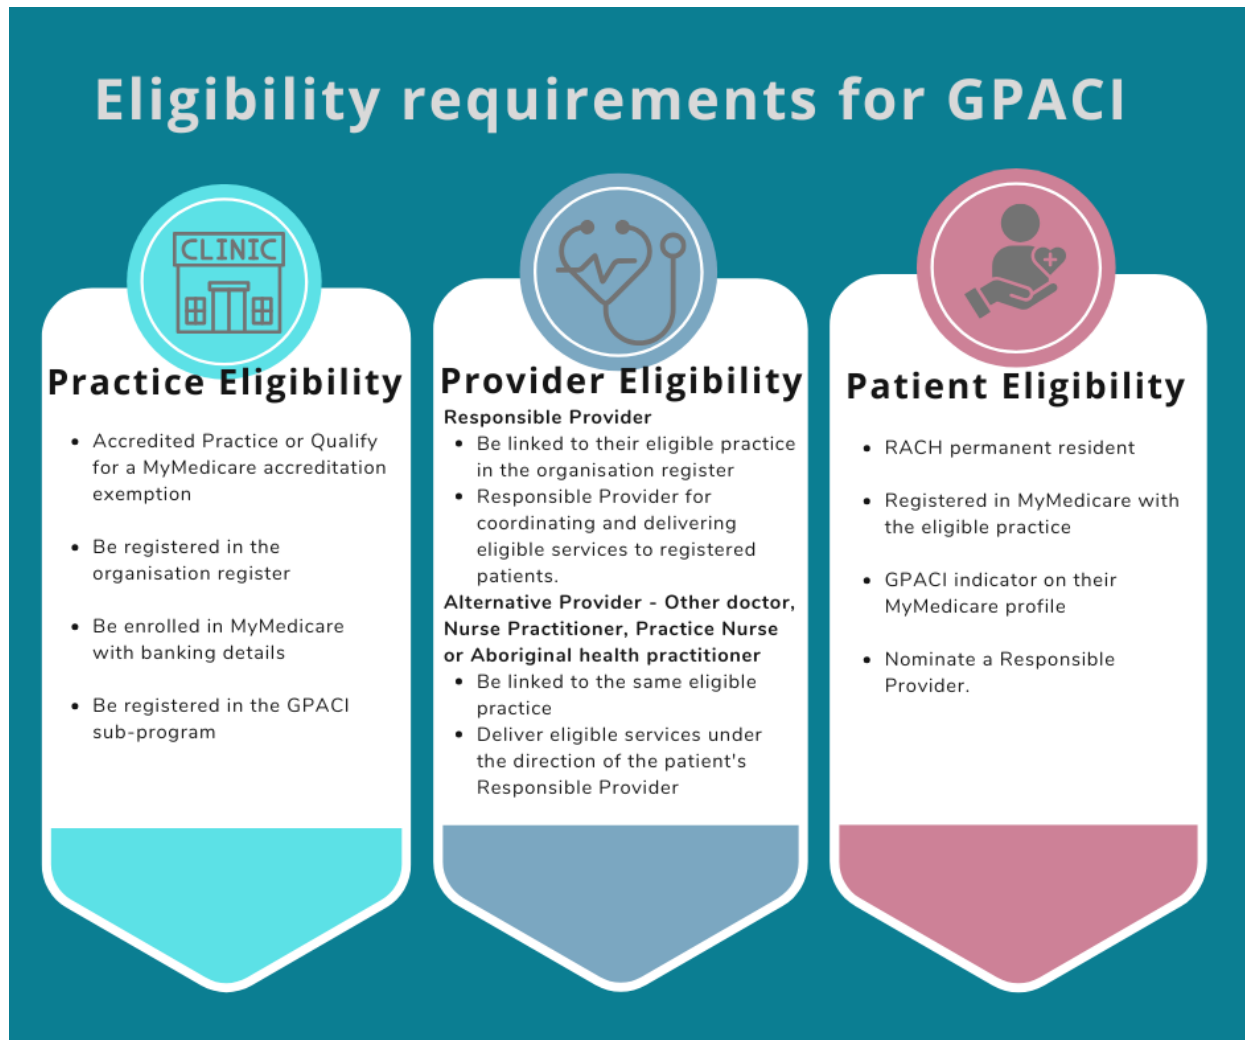 Eligibility requirements for GPACI
CLINIC
Practice Eligibility
• Accredited Practice or Qualify
for a MyMedicare accreditation
exemption
• Be registered in the
organisation register
• Be enrolled in MyMedicare
with banking details
• Be registered in the GPACI
sub-program
Provider Eligibility
Responsible Provider
• Be linked to their eligible practice
in the organisation register
• Responsible Provider for
coordinating and delivering
eligible services to registered
patients.
Alternative Provider - Other doctor,
Nurse Practitioner, Practice Nurse
or Aboriginal health practitioner
• Be linked to the same eligible
practice
• Deliver eligible services under
the direction of the patient's
Responsible Provider
Patient Eligibility
• RACH permanent resident
• Registered in MyMedicare with
the eligible practice
• GPACI indicator on their
MyMedicare profile
• Nominate a Responsible
Provider.